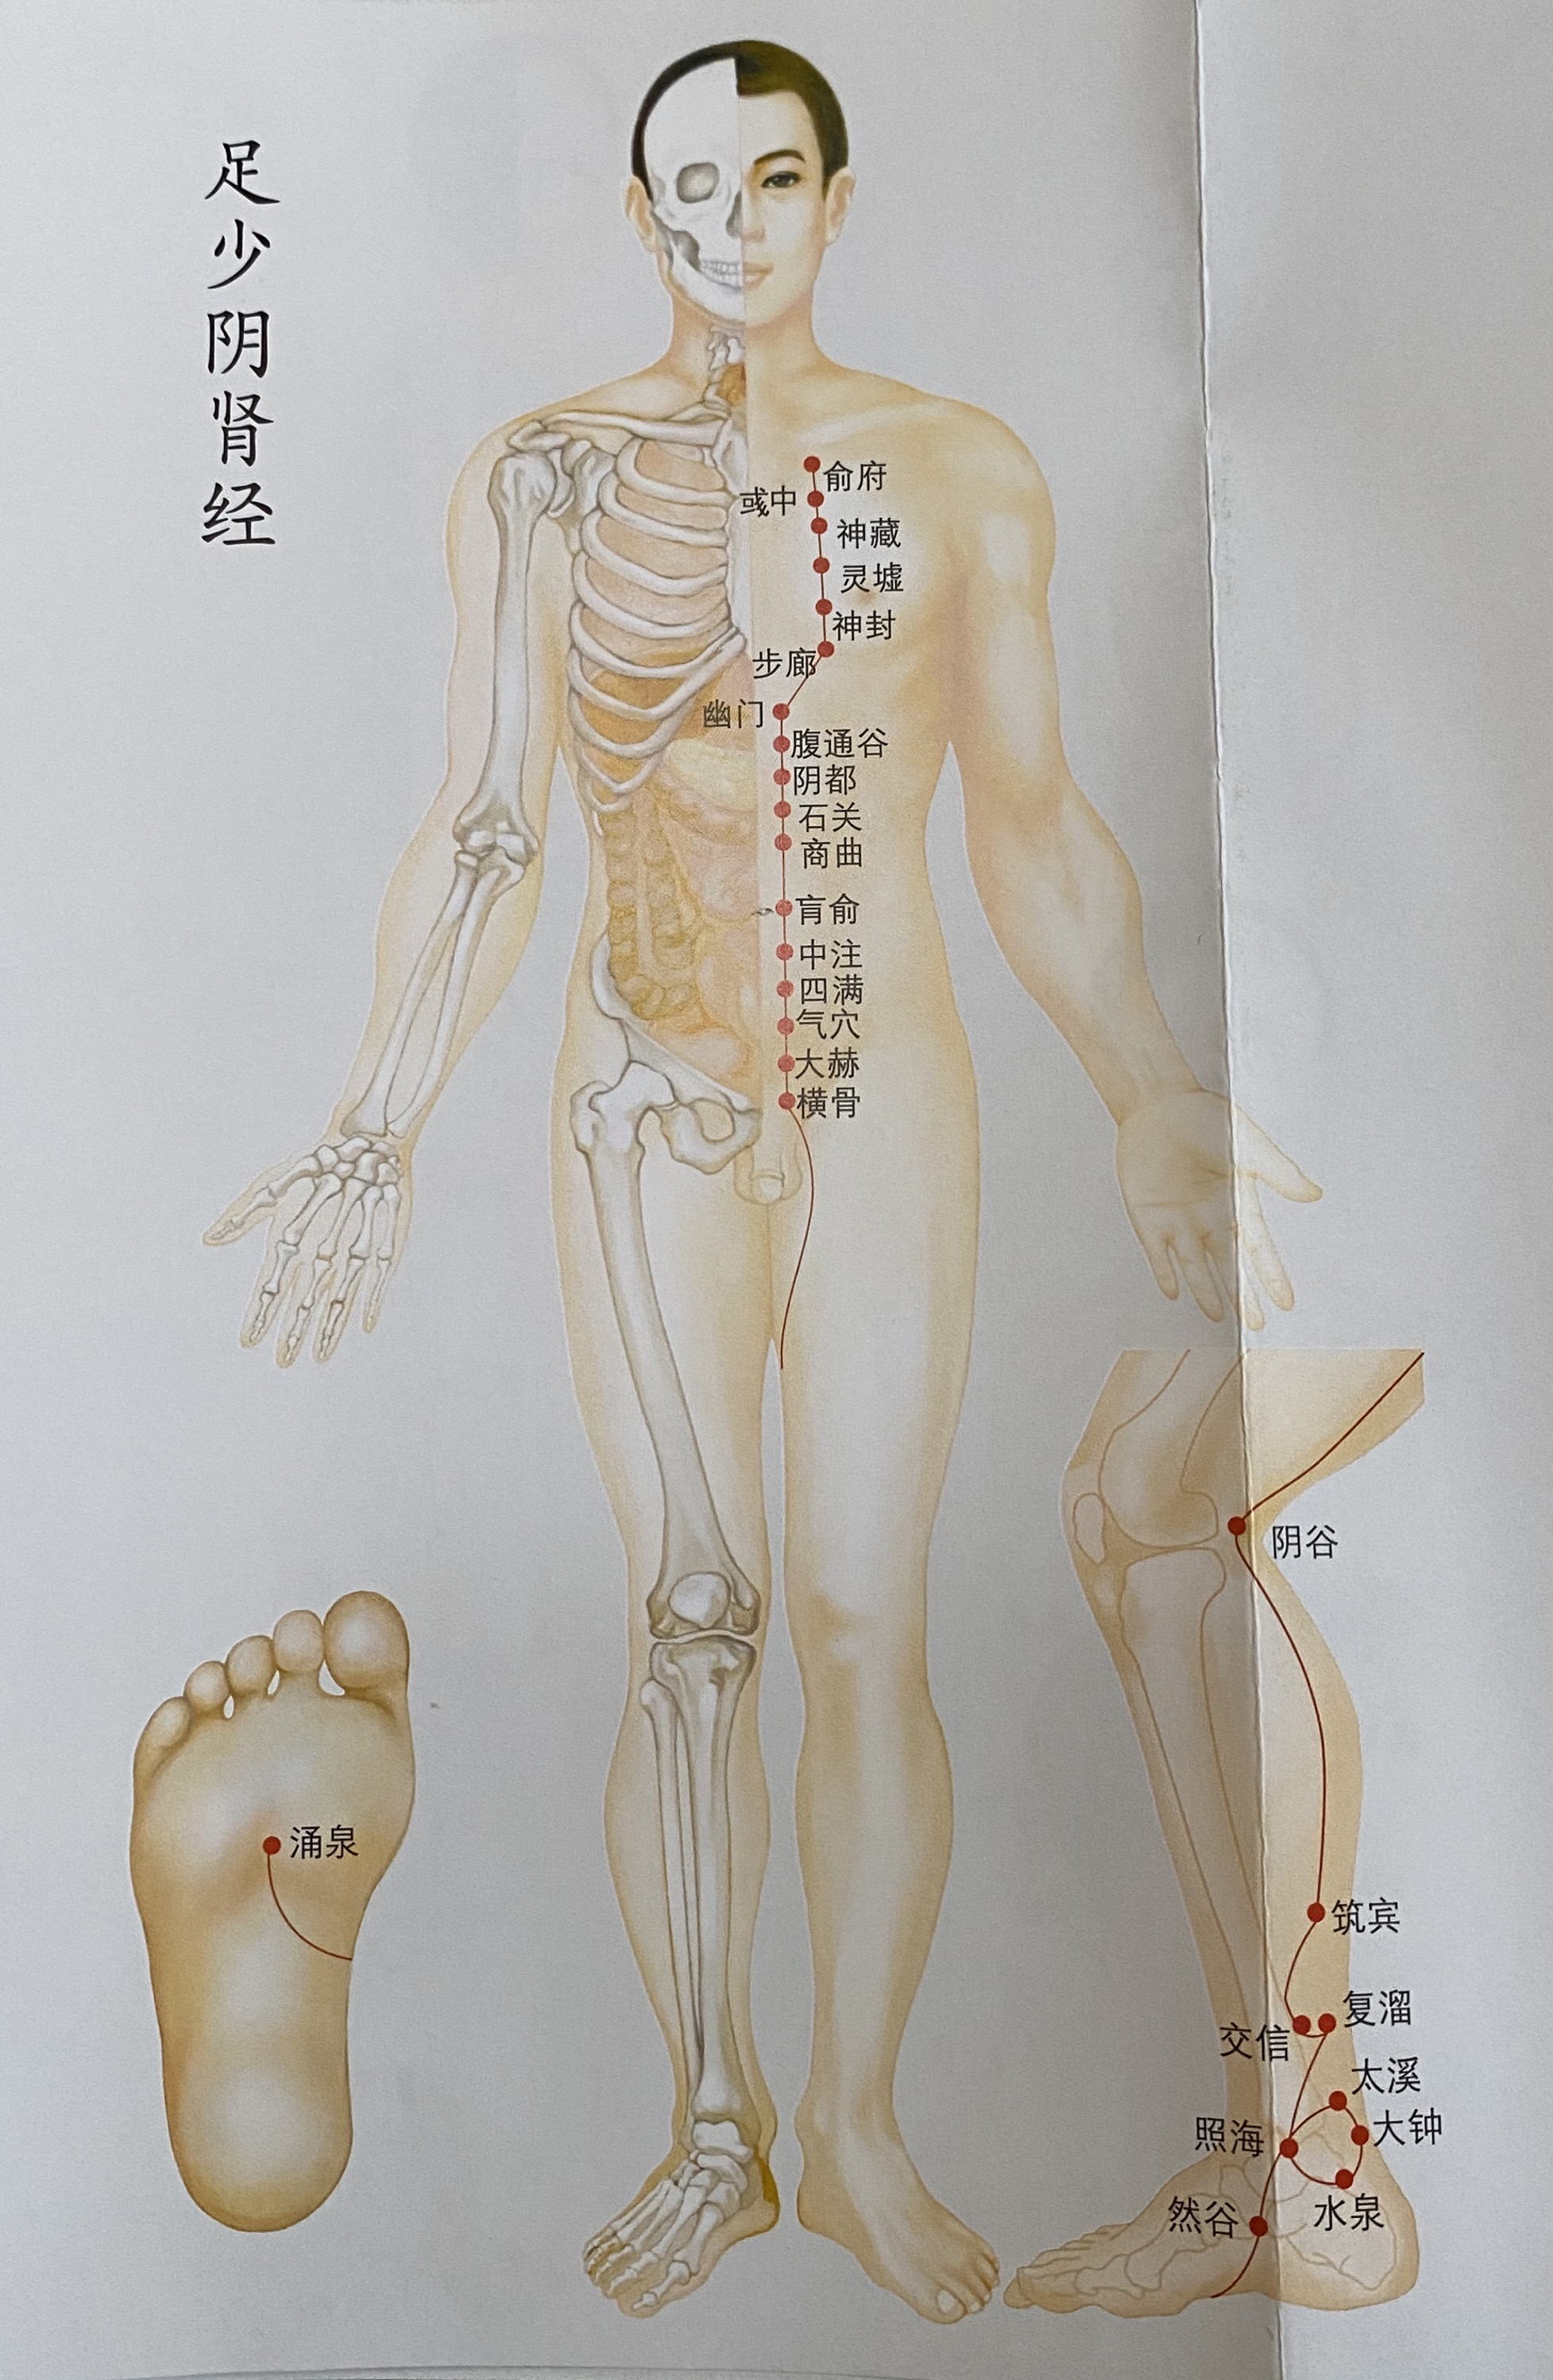 足少阴肾经
俞府
彧中
神藏
灵墟
神封
步廊
幽门
腹通谷
阴都
石关
商曲
肓俞
中注
四满
气穴
大赫
横骨
阴谷
涌泉
筑宾
复溜
交信
太溪
大钟
照海
水泉
然谷